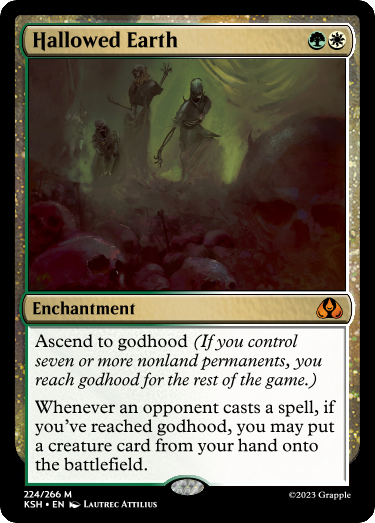 Hallowed Earth
Enchantment
Ascend to godhood (If you control
seven or more nonland permanents, you
reach godhood for the rest of the game.)
Whenever an opponent casts a spell, if
you've reached godhood, you may put
a creature card from your hand onto
the battlefield.
224/266 M
KSH • EN Lautrec Attilius
©2023 Grapple